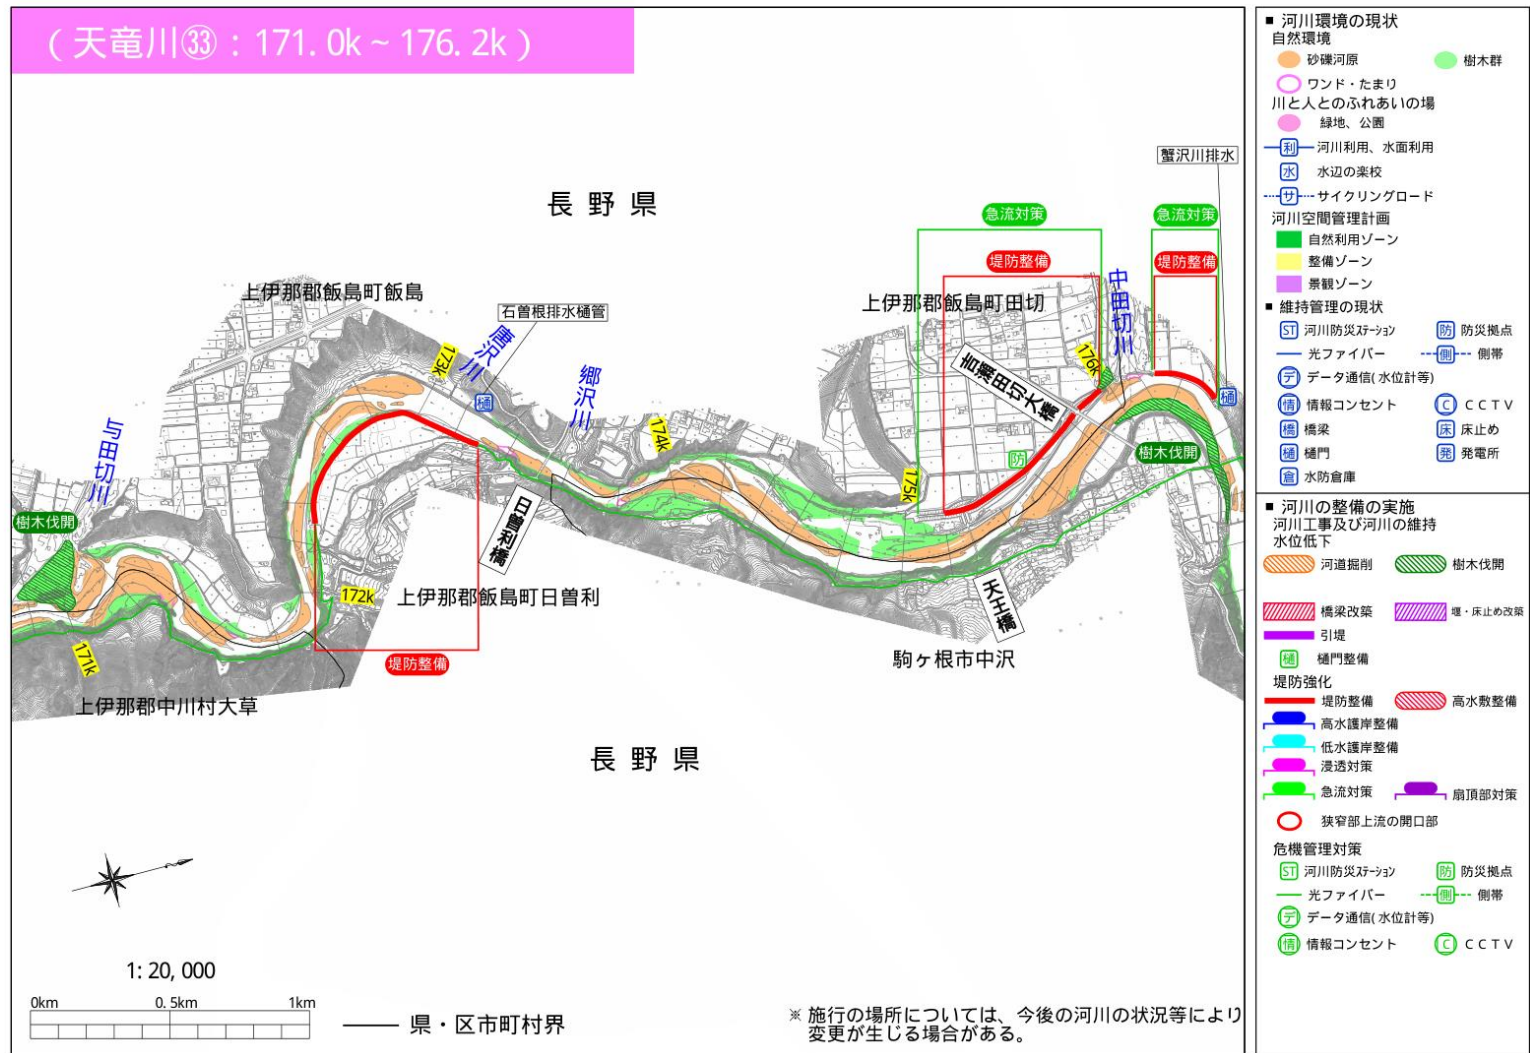 （天竜川㉝：171.0k～176.2k）
蟹沢川排水
長野県
急流対策
急流対策
堤防整備
堤防整備
中田切川
上伊那郡飯島町飯島
石曽根排水樋管
上伊那郡飯島町田切
唐沢川
173k
樋
郷沢川
吉瀬田切大橋
176k
樋
与田切川
174k
175k
防
樹木伐開
樹木伐開
日曽利橋
172k
上伊那郡飯島町日曽利
天王橋
171k
堤防整備
駒ヶ根市中沢
上伊那郡中川村大草
長野県
1:20,000
0km 0.5km 1km
県・区市町村界
※ 施行の場所については、今後の河川の状況等により
変更が生じる場合がある。
■ 河川環境の現状
自然環境
砂礫河原 樹木群
ワンド・たまり
川と人とのふれあいの場
緑地、公園
利 河川利用、水面利用
水 水辺の楽校
サ サイクリングロード
河川空間管理計画
自然利用ゾーン
整備ゾーン
景観ゾーン
■ 維持管理の現状
ST 河川防災ステーション 防 防災拠点
光ファイバー 側 側帯
デ データ通信(水位計等)
情 情報コンセント C CCTV
橋 橋梁 床 床止め
樋 樋門 発 発電所
倉 水防倉庫
■ 河川の整備の実施
河川工事及び河川の維持
水位低下
河道掘削 樹木伐開
橋梁改築 堰・床止め改築
引堤
樋 樋門整備
堤防強化
堤防整備 高水敷整備
高水護岸整備
低水護岸整備
浸透対策
急流対策 扇頂部対策
狭窄部上流の開口部
危機管理対策
ST 河川防災ステーション 防 防災拠点
光ファイバー 側 側帯
デ データ通信(水位計等)
情 情報コンセント C CCTV